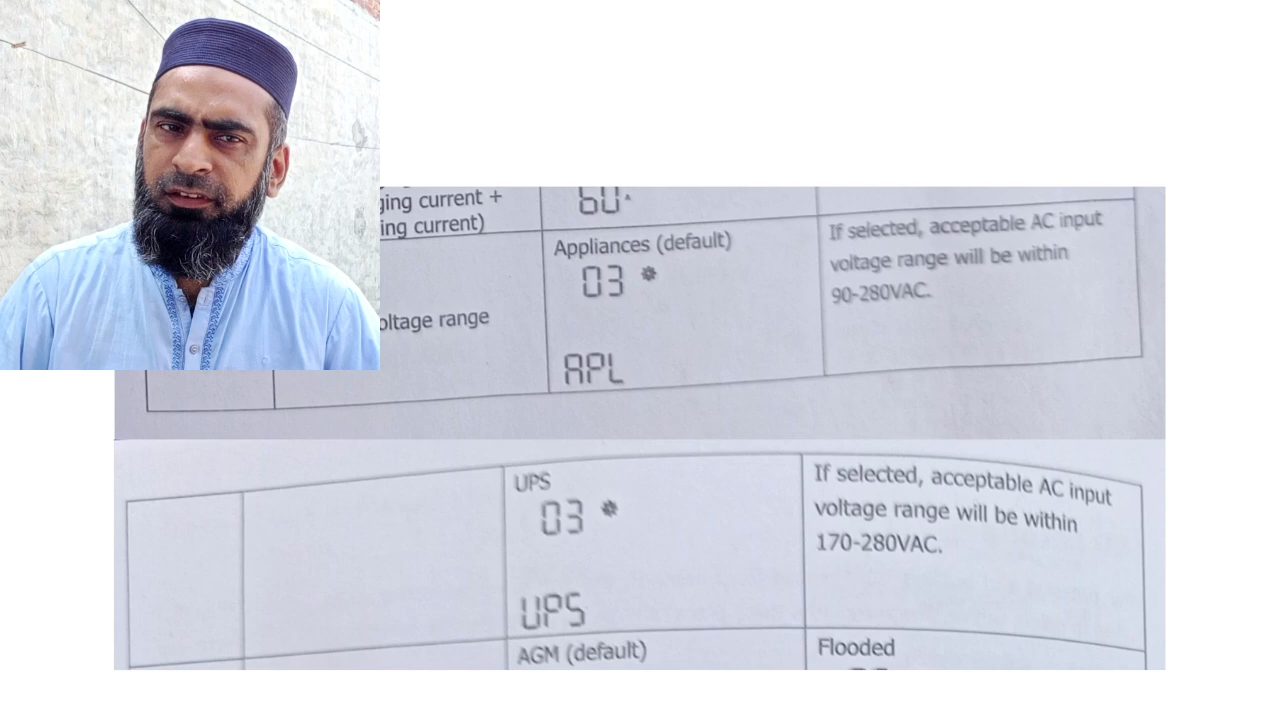 ging current +
ing current)
60
Appliances (default)
03
APL
oltage range
If selected, acceptable AC input
voltage range will be within
90-280VAC.
UPS
03
UPS
If selected, acceptable AC input
voltage range will be within
170-280VAC.
AGM (default)
Flooded